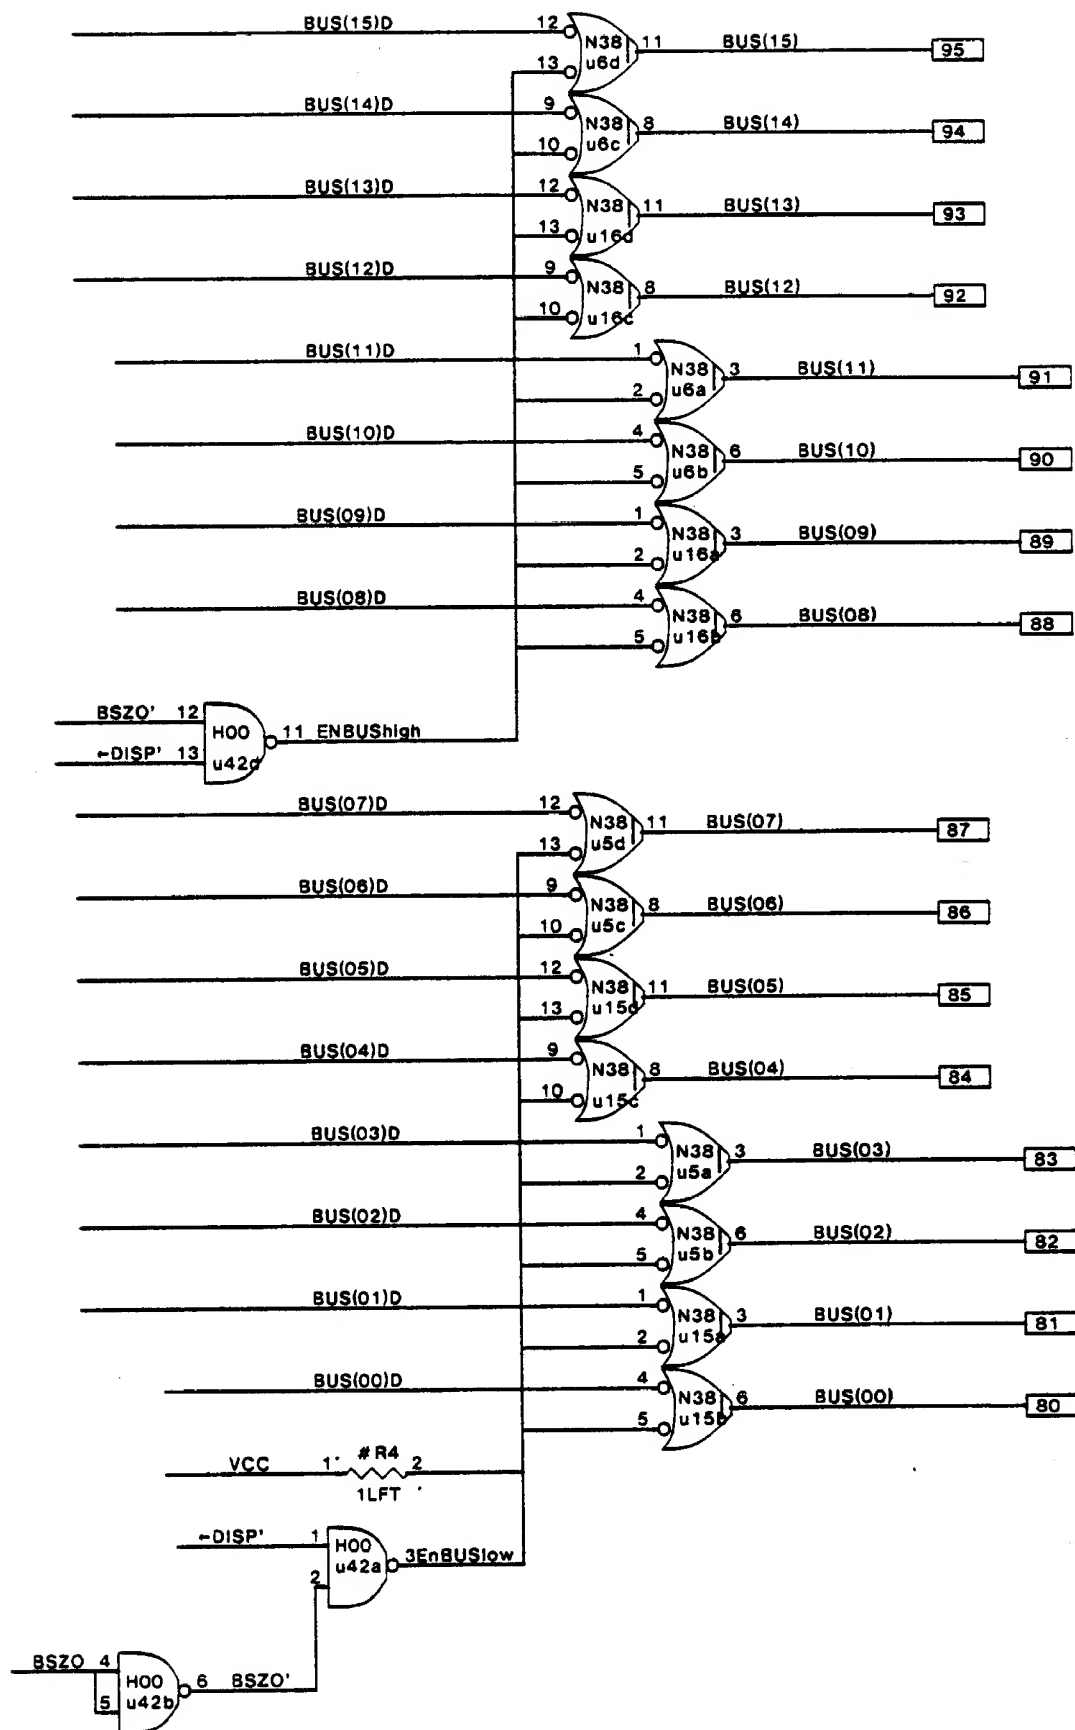 BUS(15)D 12 N38 u6d 11 BUS(15) 95
13
BUS(14)D 9 N38 u6c 8 BUS(14) 94
10
BUS(13)D 12 N38 u16d 11 BUS(13) 93
13
BUS(12)D 9 N38 u16c 8 BUS(12) 92
10
BUS(11)D 1 N38 u6a 3 BUS(11) 91
2
BUS(10)D 4 N38 u6b 6 BUS(10) 90
5
BUS(09)D 1 N38 u16a 3 BUS(09) 89
2
BUS(08)D 4 N38 u16b 6 BUS(08) 88
5
BSZO' 12 H00 u42d 11 ENBUShigh
←DISP' 13
BUS(07)D 12 N38 u5d 11 BUS(07) 87
13
BUS(06)D 9 N38 u5c 8 BUS(06) 86
10
BUS(05)D 12 N38 u15d 11 BUS(05) 85
13
BUS(04)D 9 N38 u15c 8 BUS(04) 84
10
BUS(03)D 1 N38 u5a 3 BUS(03) 83
2
BUS(02)D 4 N38 u5b 6 BUS(02) 82
5
BUS(01)D 1 N38 u15a 3 BUS(01) 81
2
BUS(00)D 4 N38 u15b 6 BUS(00) 80
5
#R4
VCC 1 2
1LFT
←DISP' 1 H00 u42a 3EnBUSlow
2
BSZO 4 H00 u42b 6 BSZO'
5